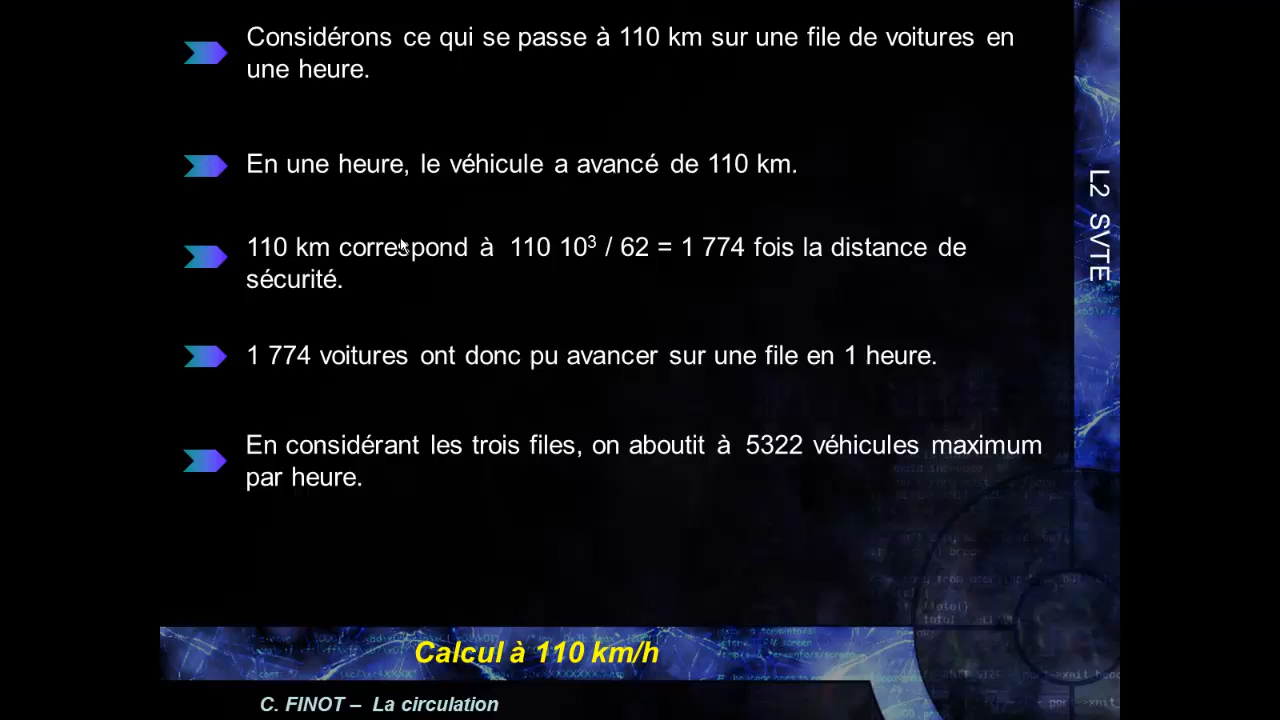 Considérons ce qui se passe à 110 km sur une file de voitures en
une heure.
En une heure, le véhicule a avancé de 110 km.
110 km correspond à 110 10³ / 62 = 1 774 fois la distance de
sécurité.
1 774 voitures ont donc pu avancer sur une file en 1 heure.
En considérant les trois files, on aboutit à 5322 véhicules maximum
par heure.
L2 SVTE
Calcul à 110 km/h
C. FINOT – La circulation